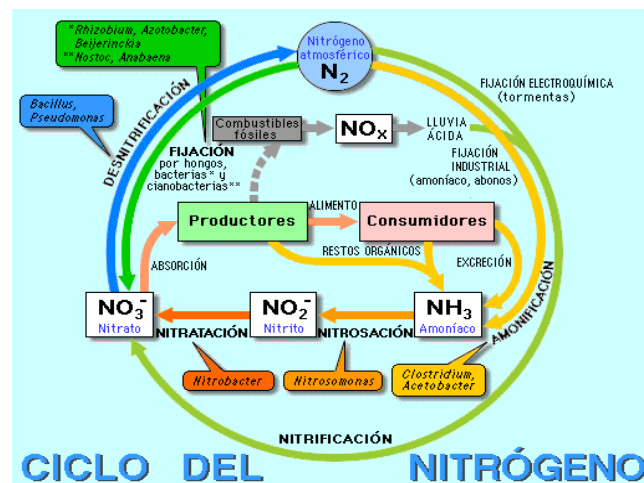 * Rhizobium, Azotobacter,
Beijerinckia
** Nostoc, Anabaena
Nitrógeno
atmosférico
N2
FIJACIÓN ELECTROQUÍMICA
(tormentas)
Bacillus,
Pseudomonas
DESNITRIFICACIÓN
Combustibles
fósiles
NOx
LLUVIA
ÁCIDA
FIJACIÓN
por hongos,
bacterias* y
cianobacterias**
FIJACIÓN
INDUSTRIAL
(amoníaco, abonos)
Productores
ALIMENTO
Consumidores
ABSORCIÓN
RESTOS ORGÁNICOS
EXCRECIÓN
AMONIFICACIÓN
NO3-
Nitrato
NO2-
Nitrito
NH3
Amoníaco
NITRATACIÓN
NITROSACIÓN
Nitrobacter
Nitrosomonas
Clostridium,
Acetobacter
NITRIFICACIÓN
CICLO DEL NITRÓGENO